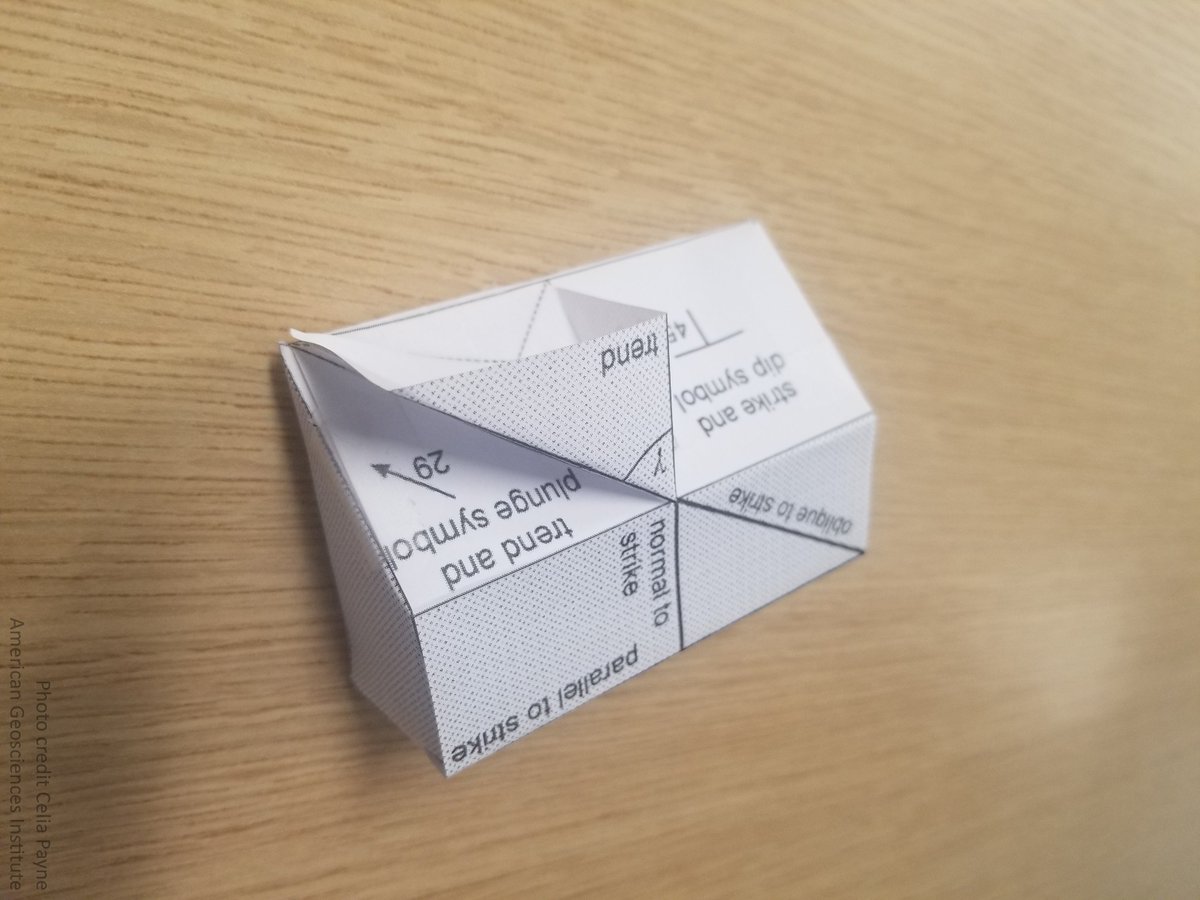 trend
45
strike and
dip symbol
γ
29
trend and
plunge symbol
oblique to strike
normal to
strike
parallel to strike
Photo credit Celia Payne
American Geosciences Institute